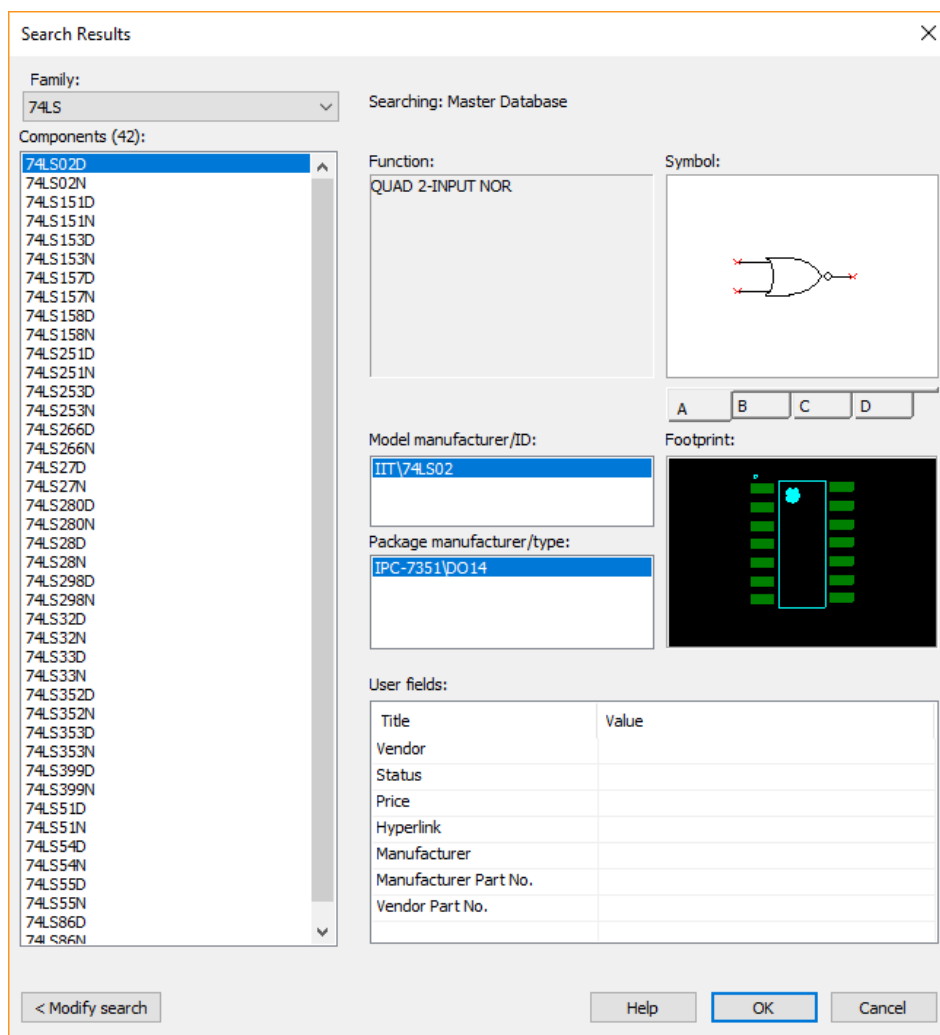 Search Results
Family:
74LS
Searching: Master Database
Components (42):
74LS02D
74LS02N
74LS151D
74LS151N
74LS153D
74LS153N
74LS157D
74LS157N
74LS158D
74LS158N
74LS251D
74LS251N
74LS253D
74LS253N
74LS266D
74LS266N
74LS27D
74LS27N
74LS280D
74LS280N
74LS28D
74LS28N
74LS298D
74LS298N
74LS32D
74LS32N
74LS33D
74LS33N
74LS352D
74LS352N
74LS353D
74LS353N
74LS399D
74LS399N
74LS51D
74LS51N
74LS54D
74LS54N
74LS55D
74LS55N
74LS86D
74LS86N
Function:
QUAD 2-INPUT NOR
Symbol:
A B C D
Model manufacturer/ID:
IIT\74LS02
Footprint:
Package manufacturer/type:
IPC-7351\DO14
User fields:
Title Value
Vendor
Status
Price
Hyperlink
Manufacturer
Manufacturer Part No.
Vendor Part No.
< Modify search
Help
OK
Cancel